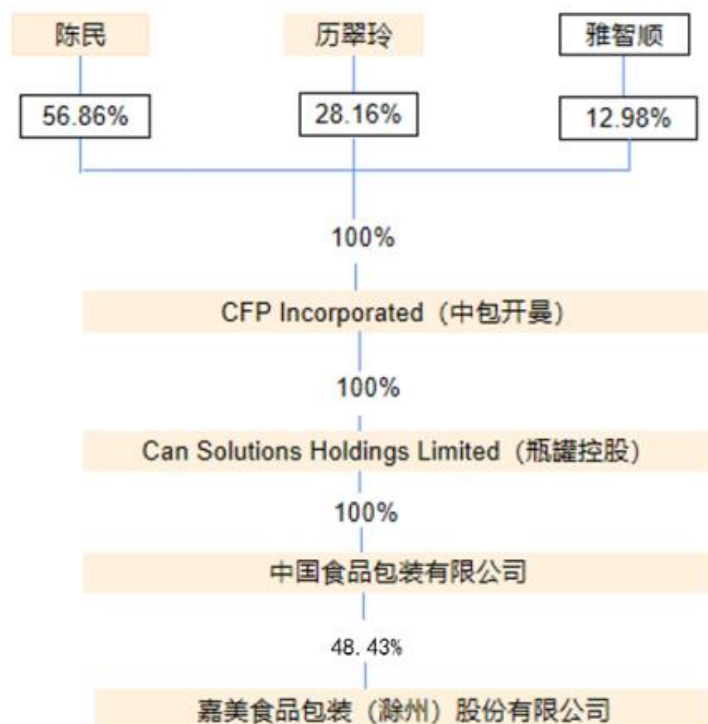 陈民
历翠玲
雅智顺
56.86%
28.16%
12.98%
100%
CFP Incorporated（中包开曼）
100%
Can Solutions Holdings Limited（瓶罐控股）
100%
中国食品包装有限公司
48.43%
嘉美食品包装（滁州）股份有限公司